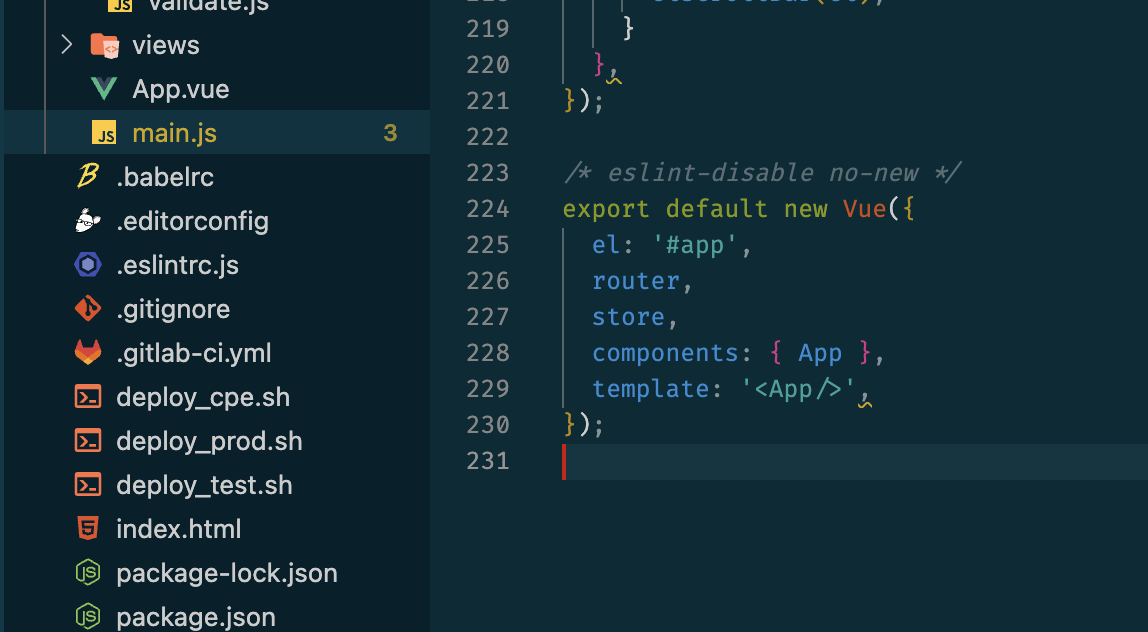 validate.js
views
App.vue
main.js 3
.babelrc
.editorconfig
.eslintrc.js
.gitignore
.gitlab-ci.yml
deploy_cpe.sh
deploy_prod.sh
deploy_test.sh
index.html
package-lock.json
package.json
219 }
220 },
221 });
222
223 /* eslint-disable no-new */
224 export default new Vue({
225 el: '#app',
226 router,
227 store,
228 components: { App },
229 template: '<App/>',
230 });
231